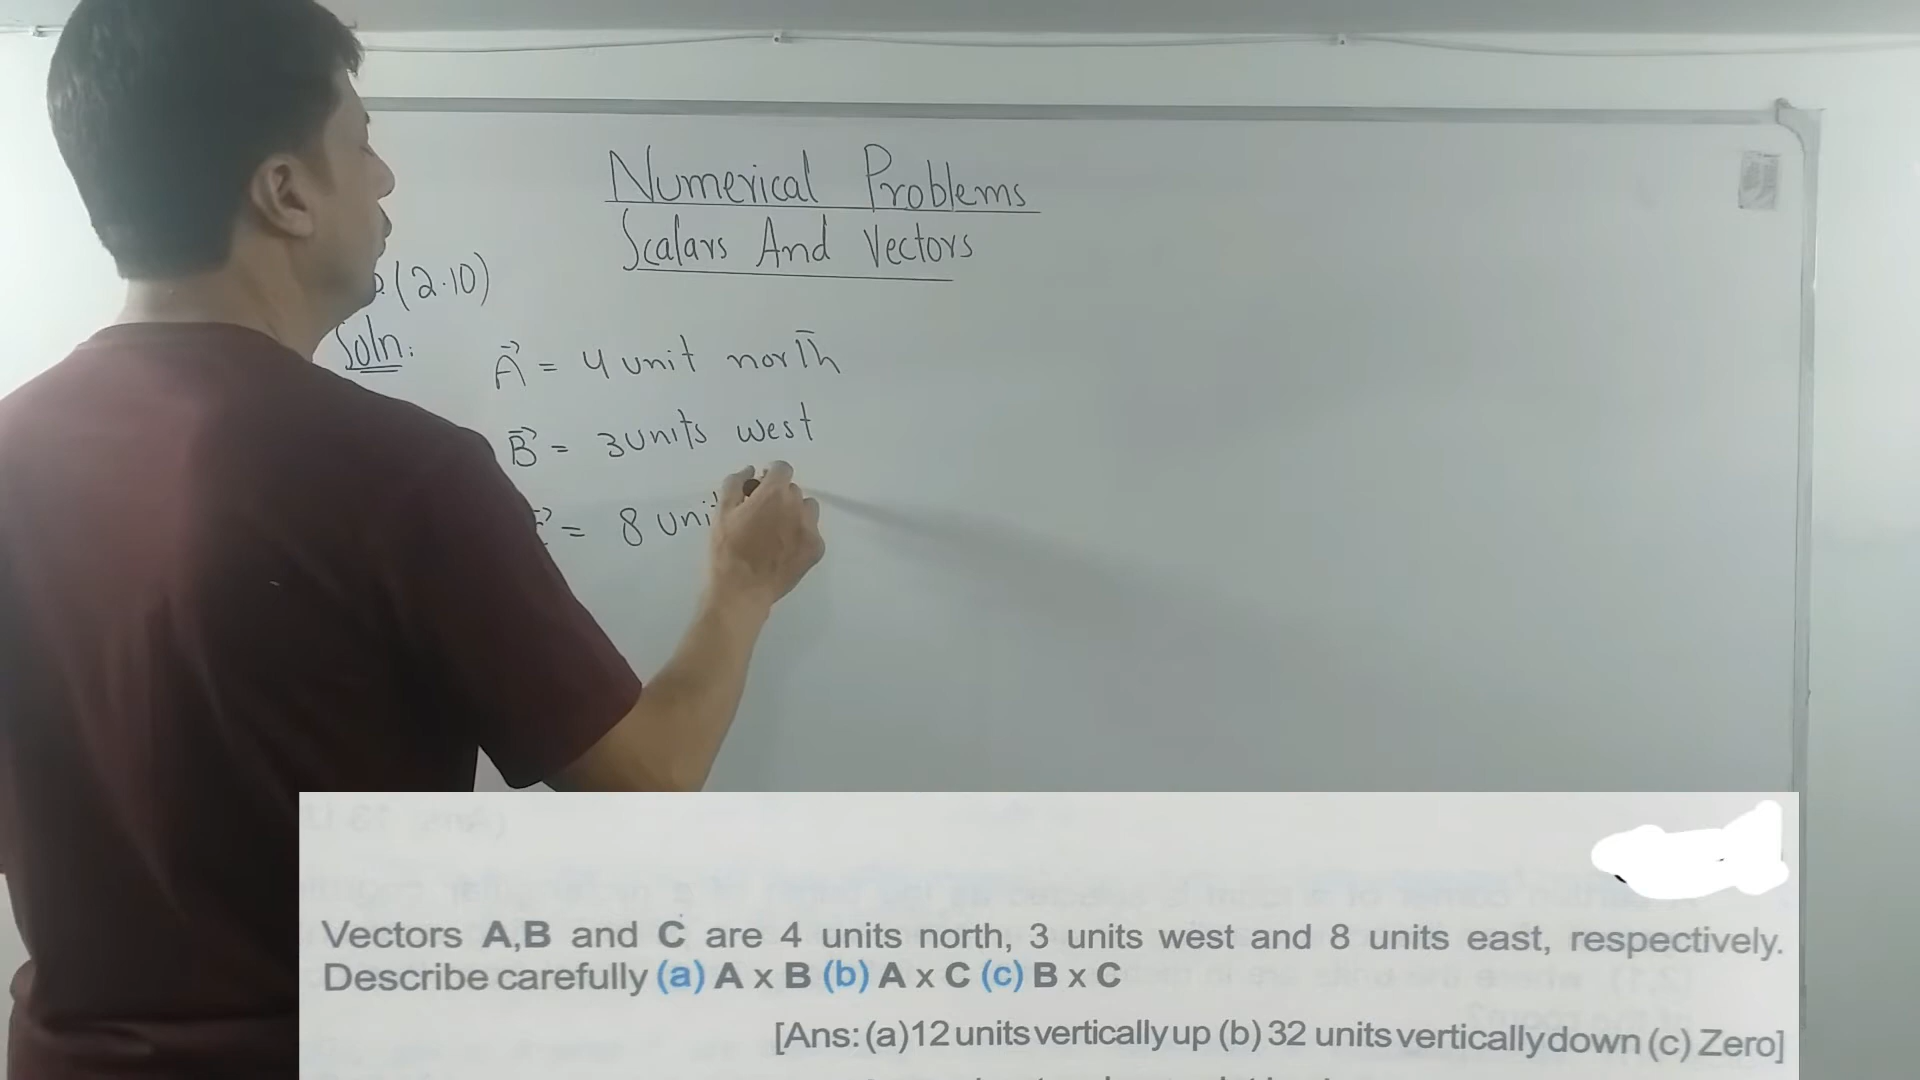 Numerical Problems
Scalars And Vectors
(2.10)
Soln:
A⃗ = 4 unit north
B⃗ = 3 units west
= 8 uni
Vectors A,B and C are 4 units north, 3 units west and 8 units east, respectively.
Describe carefully (a) A x B (b) A x C (c) B x C
[Ans: (a) 12 units vertically up (b) 32 units vertically down (c) Zero]